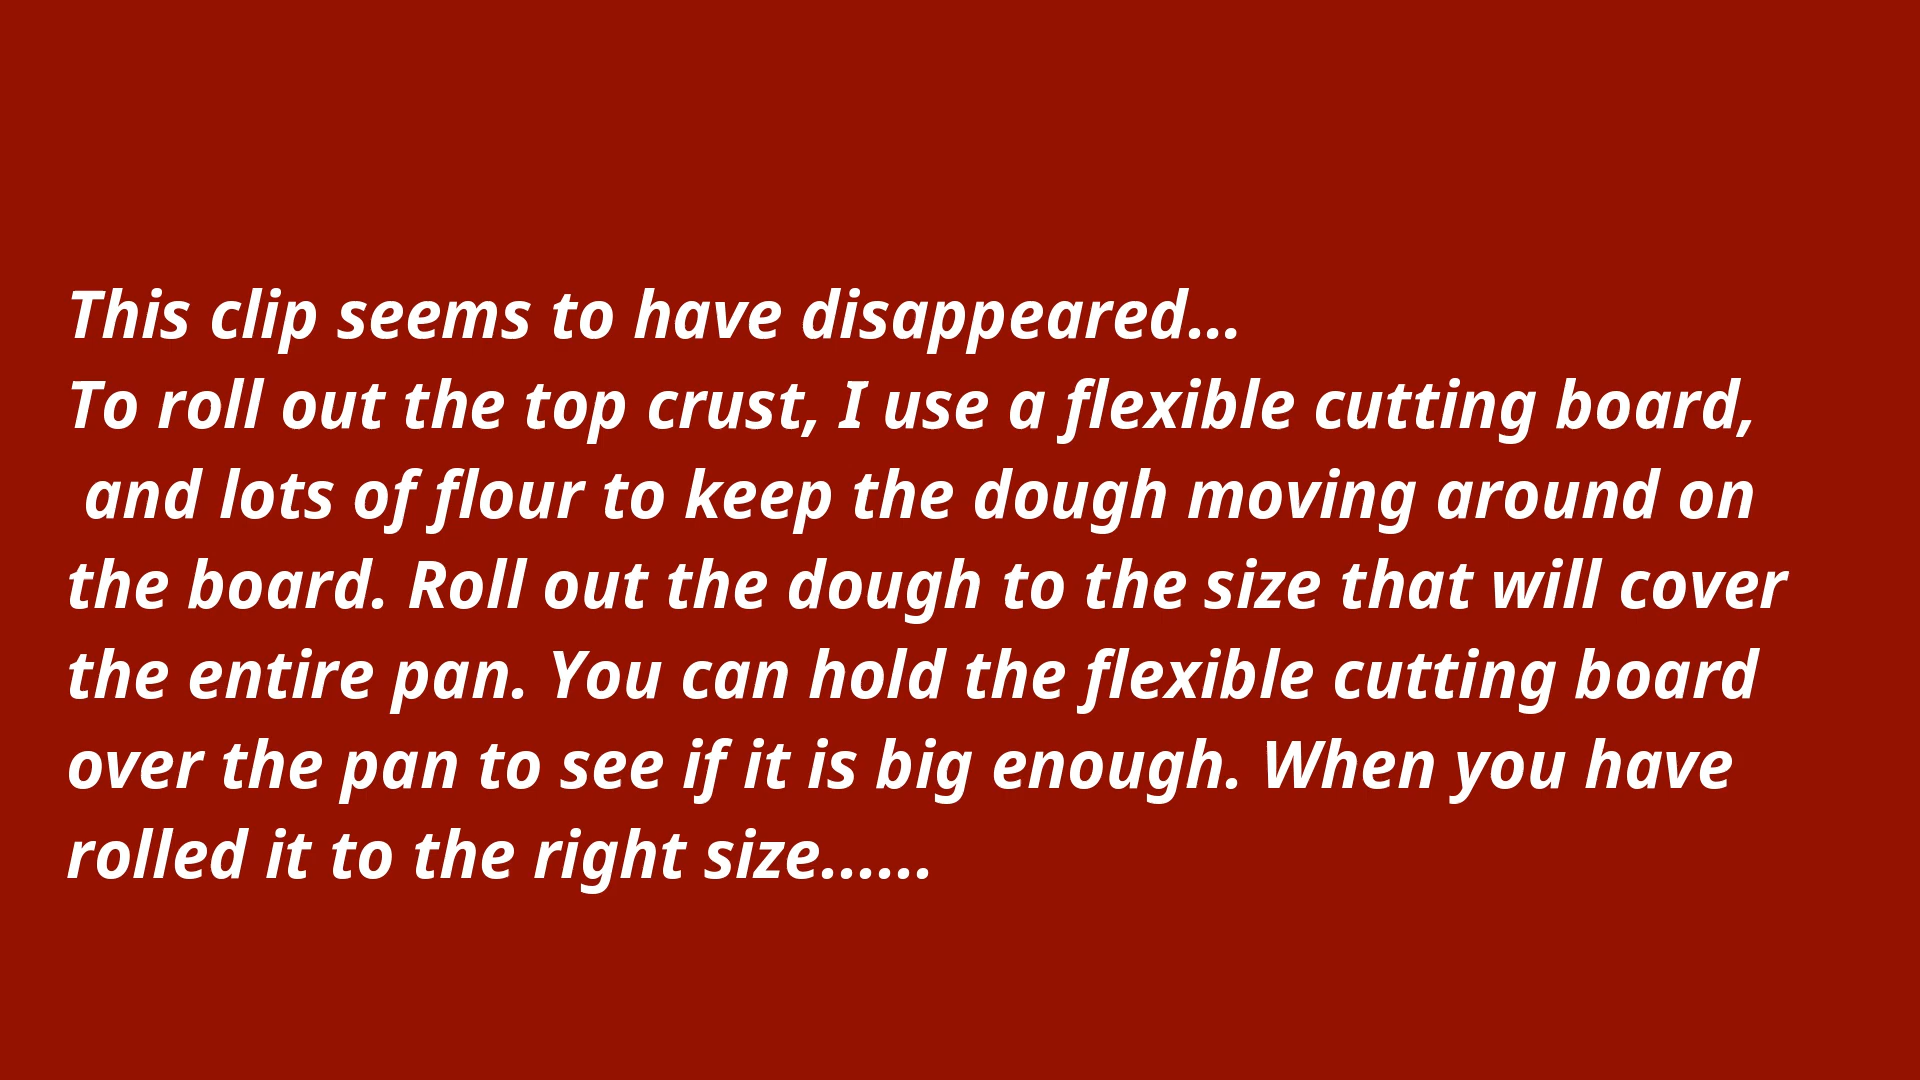 This clip seems to have disappeared...
To roll out the top crust, I use a flexible cutting board,
and lots of flour to keep the dough moving around on
the board. Roll out the dough to the size that will cover
the entire pan. You can hold the flexible cutting board
over the pan to see if it is big enough. When you have
rolled it to the right size......